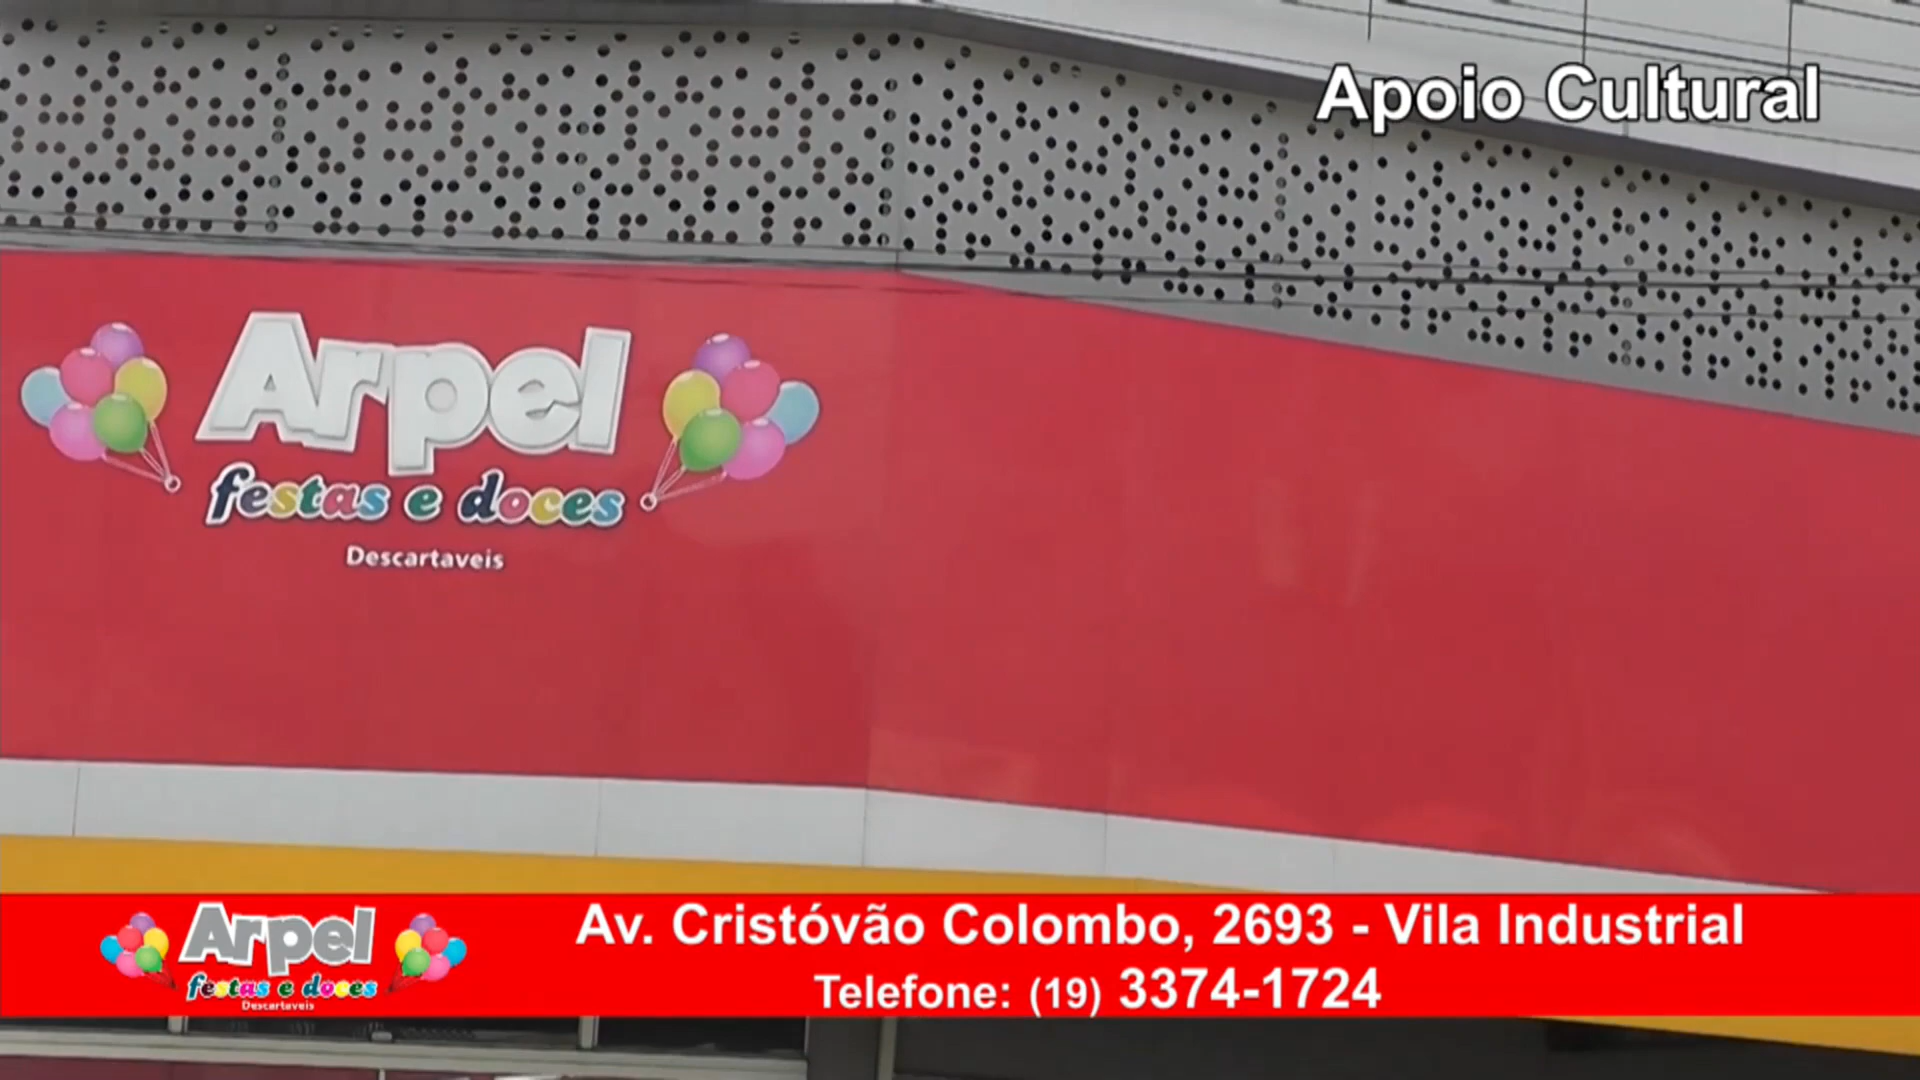 Apoio Cultural
Arpel
festas e doces
Descartaveis
Arpel
festas e doces
Descartaveis
Av. Cristóvão Colombo, 2693 - Vila Industrial
Telefone: (19) 3374-1724